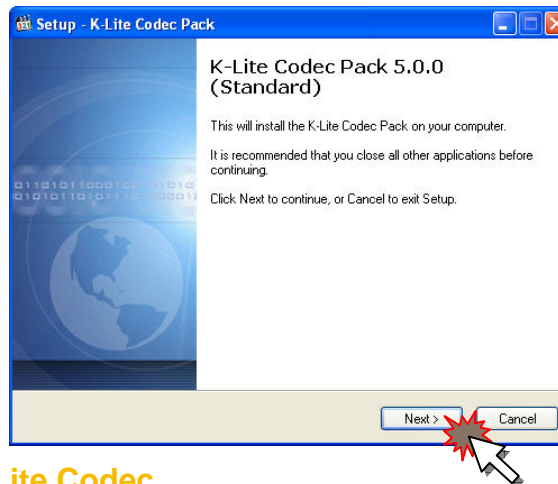 Setup - K-Lite Codec Pack
K-Lite Codec Pack 5.0.0
(Standard)
This will install the K-Lite Codec Pack on your computer.
It is recommended that you close all other applications before
continuing.
Click Next to continue, or Cancel to exit Setup.
Next >
Cancel
ite Codec